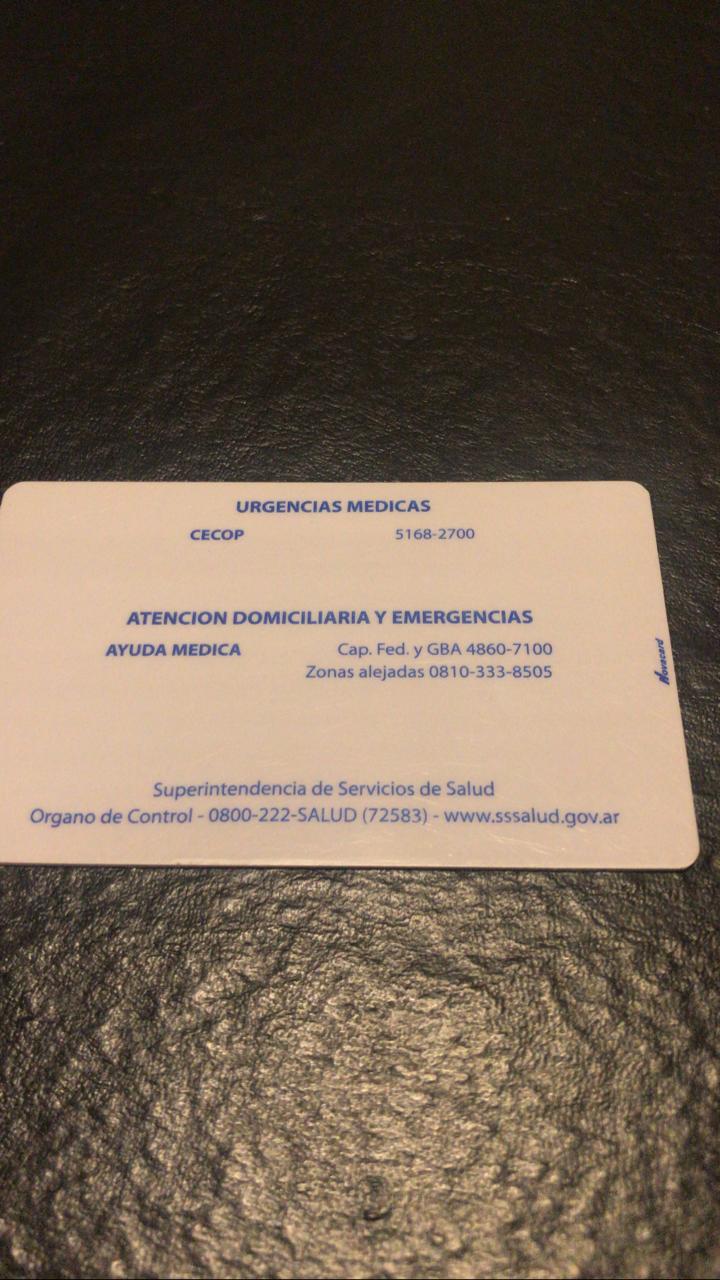 URGENCIAS MEDICAS
CECOP 5168-2700
ATENCION DOMICILIARIA Y EMERGENCIAS
AYUDA MEDICA Cap. Fed. y GBA 4860-7100
Zonas alejadas 0810-333-8505
Novacard
Superintendencia de Servicios de Salud
Organo de Control - 0800-222-SALUD (72583) - www.sssalud.gov.ar